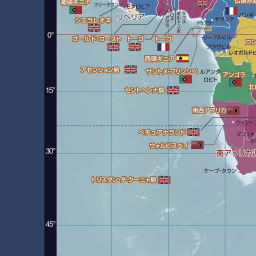 シエラレオネ
リベリア
ゴールド・コースト
トーゴ
トーゴ
0°
西領ギニア
アセンション島
サントメ・プリンシペ
アンゴラ
15°
セントヘレナ島
南西アフリカ
ベチュアナランド
ウォルビスベイ
30°
南アフリカ
ケープ・タウン
トリスタン・ダ・クーニャ島
45°